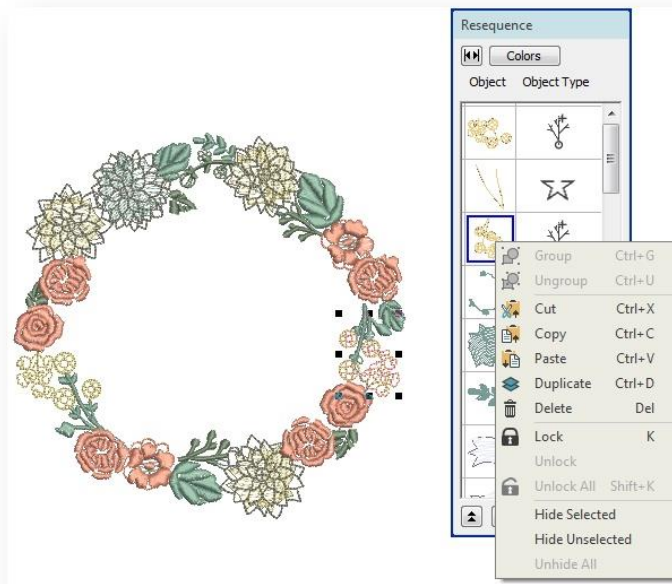 Resequence
Colors
Object Object Type
Group Ctrl+G
Ungroup Ctrl+U
Cut Ctrl+X
Copy Ctrl+C
Paste Ctrl+V
Duplicate Ctrl+D
Delete Del
Lock K
Unlock
Unlock All Shift+K
Hide Selected
Hide Unselected
Unhide All